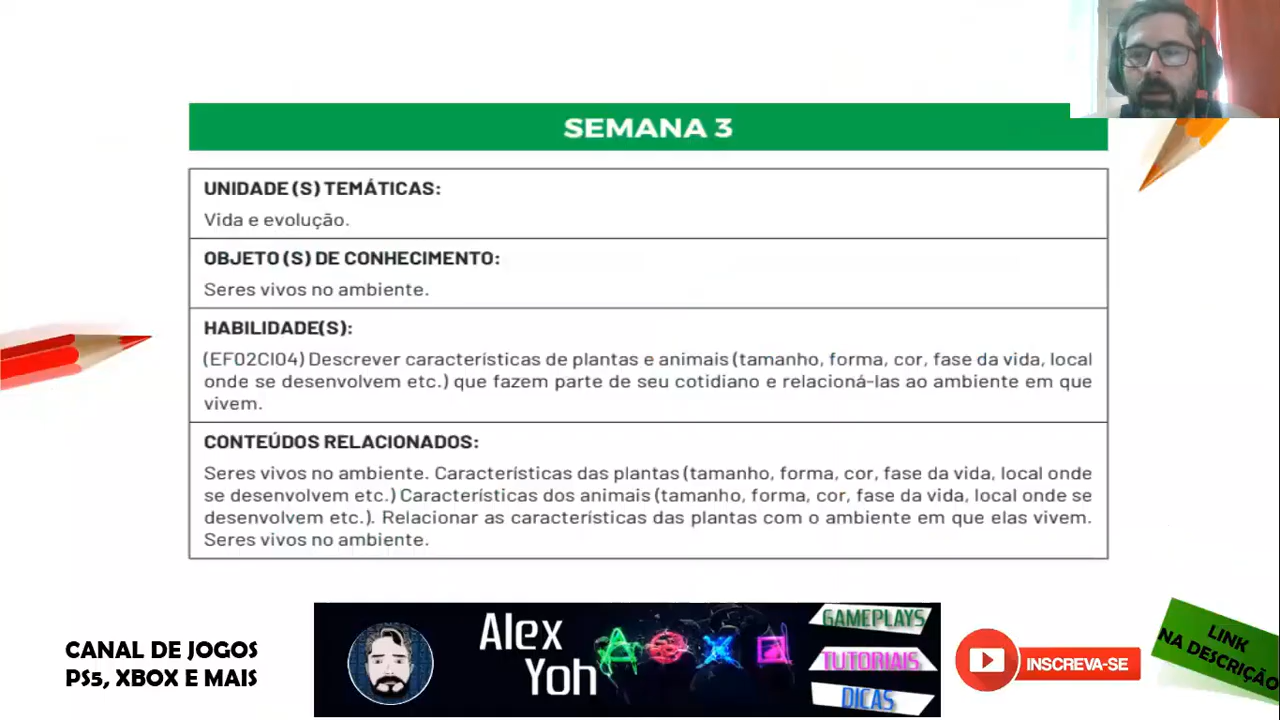 SEMANA 3
UNIDADE (S) TEMÁTICAS:
Vida e evolução.
OBJETO (S) DE CONHECIMENTO:
Seres vivos no ambiente.
HABILIDADE(S):
(EF02CI04) Descrever características de plantas e animais (tamanho, forma, cor, fase da vida, local
onde se desenvolvem etc.) que fazem parte de seu cotidiano e relacioná-las ao ambiente em que
vivem.
CONTEÚDOS RELACIONADOS:
Seres vivos no ambiente. Características das plantas (tamanho, forma, cor, fase da vida, local onde
se desenvolvem etc.) Características dos animais (tamanho, forma, cor, fase da vida, local onde se
desenvolvem etc.). Relacionar as características das plantas com o ambiente em que elas vivem.
Seres vivos no ambiente.
CANAL DE JOGOS
PS5, XBOX E MAIS
Alex
Yoh
GAMEPLAYS
TUTORIAIS
DICAS
INSCREVA-SE
LINK
NA DESCRIÇÃO